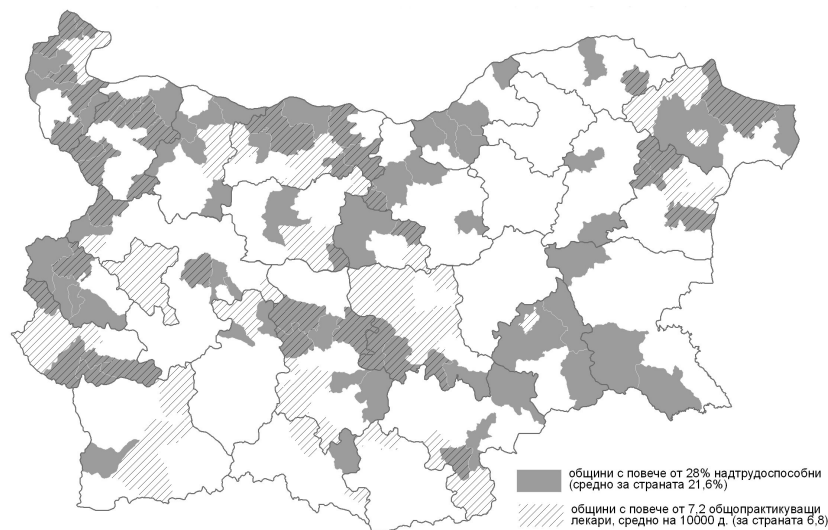 общини с повече от 28% надтрудоспособни
(средно за страната 21,6%)
общини с повече от 7,2 общопрактикуващи
лекари, средно на 10000 д. (за страната 6,8)